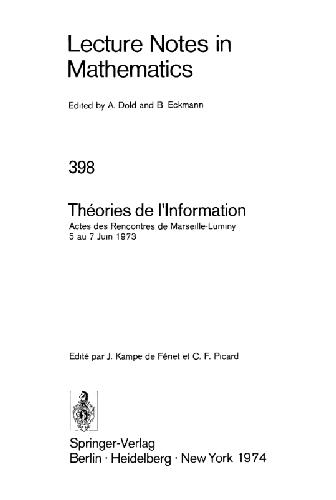 Lecture Notes in
Mathematics
Edited by A. Dold and B. Eckmann
398
Théories de l'Information
Actes des Rencontres de Marseille-Luminy
5 au 7 Juin 1973
Edité par J. Kampe de Fénet et C. F. Picard
Springer-Verlag
Berlin · Heidelberg · New York 1974